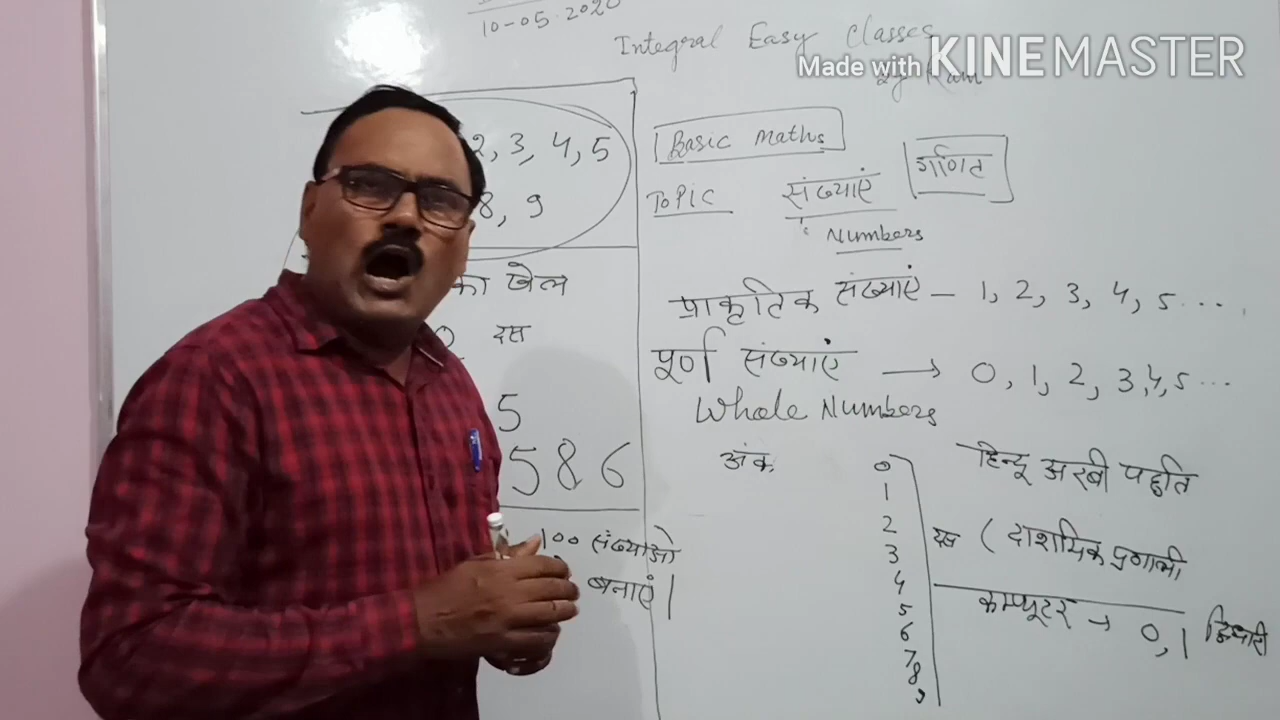 10-05.2020
Integral Easy Classes
Made with KINEMASTER
By Ram
2, 3, 4, 5
8, 9
का खेल
दस
5
586
100 संख्याओ
बनाएं।
Basic Maths
गणित
Topic संख्याएं
Numbers
प्राकृतिक संख्याएं – 1, 2, 3, 4, 5 ...
पूर्ण संख्याएं → 0, 1, 2, 3, 4, 5 ...
Whole Numbers
अंक
0
1
2
3
4
5
6
7
8
9
हिन्दू अरबी पद्धति
दस ( दाशमिक प्रणाली
कम्प्यूटर → 0, 1